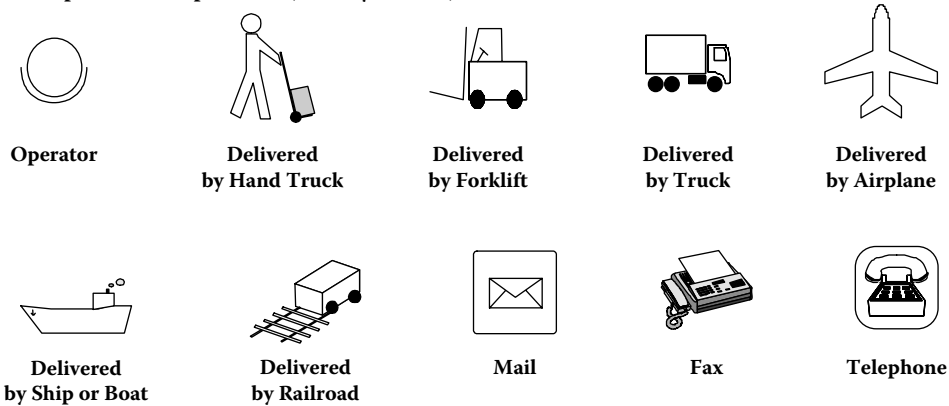 Operator
Delivered
by Hand Truck
Delivered
by Forklift
Delivered
by Truck
Delivered
by Airplane
Delivered
by Ship or Boat
Delivered
by Railroad
Mail
Fax
Telephone